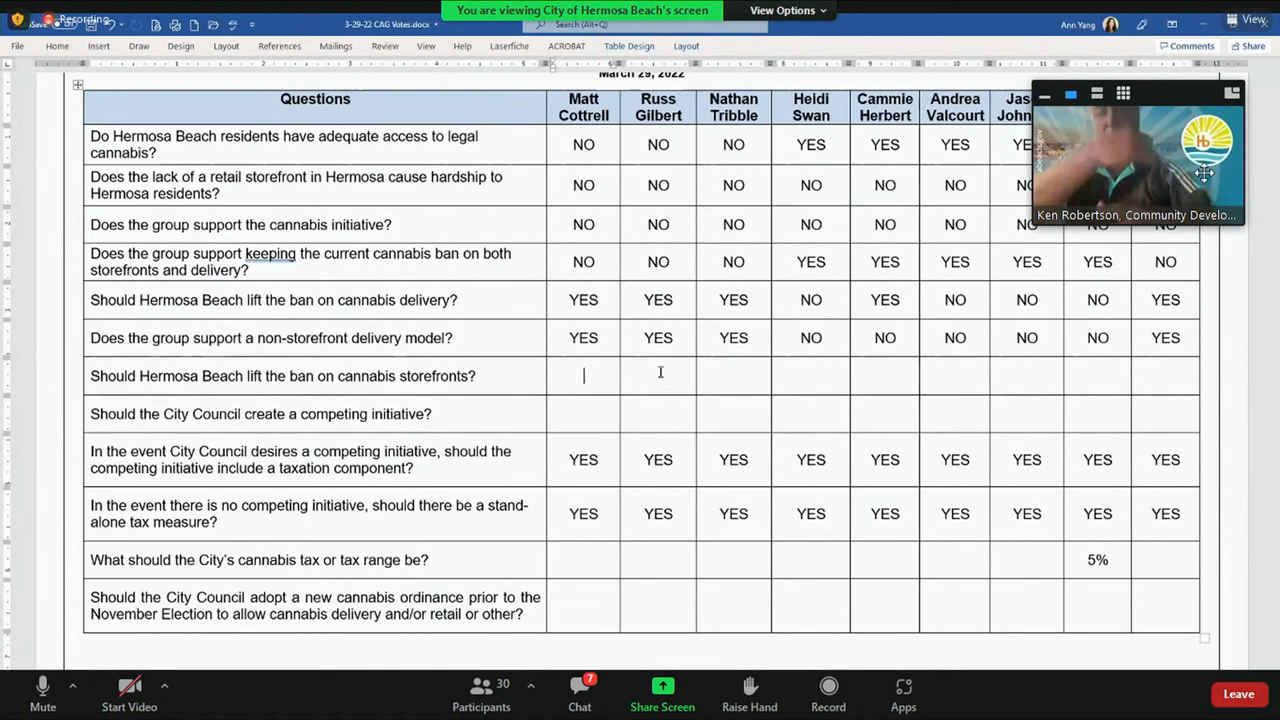 Recording
3-29-22 CAG Votes.docx
You are viewing City of Hermosa Beach's screen
View Options
Search (Alt+Q)
Ann Yang
View
File Home Insert Draw Design Layout References Mailings Review View Help Laserfiche ACROBAT Table Design Layout Comments Share
March 29, 2022
Questions Matt Cottrell Russ Gilbert Nathan Tribble Heidi Swan Cammie Herbert Andrea Valcourt
Do Hermosa Beach residents have adequate access to legal
cannabis? NO NO NO YES YES YES
Does the lack of a retail storefront in Hermosa cause hardship to
Hermosa residents? NO NO NO NO NO NO
Does the group support the cannabis initiative? NO NO NO NO NO NO NO NO NO
Does the group support keeping the current cannabis ban on both
storefronts and delivery? NO NO NO YES YES YES YES YES NO
Should Hermosa Beach lift the ban on cannabis delivery? YES YES YES NO YES NO NO NO YES
Does the group support a non-storefront delivery model? YES YES YES NO NO NO NO NO YES
Should Hermosa Beach lift the ban on cannabis storefronts?
Should the City Council create a competing initiative?
In the event City Council desires a competing initiative, should the
competing initiative include a taxation component? YES YES YES YES YES YES YES YES YES
In the event there is no competing initiative, should there be a stand-
alone tax measure? YES YES YES YES YES YES YES YES YES
What should the City's cannabis tax or tax range be? 5%
Should the City Council adopt a new cannabis ordinance prior to the
November Election to allow cannabis delivery and/or retail or other?
Hb
Ken Robertson, Community Develo...
Mute Start Video 30 Participants 7 Chat Share Screen Raise Hand Record Apps Leave